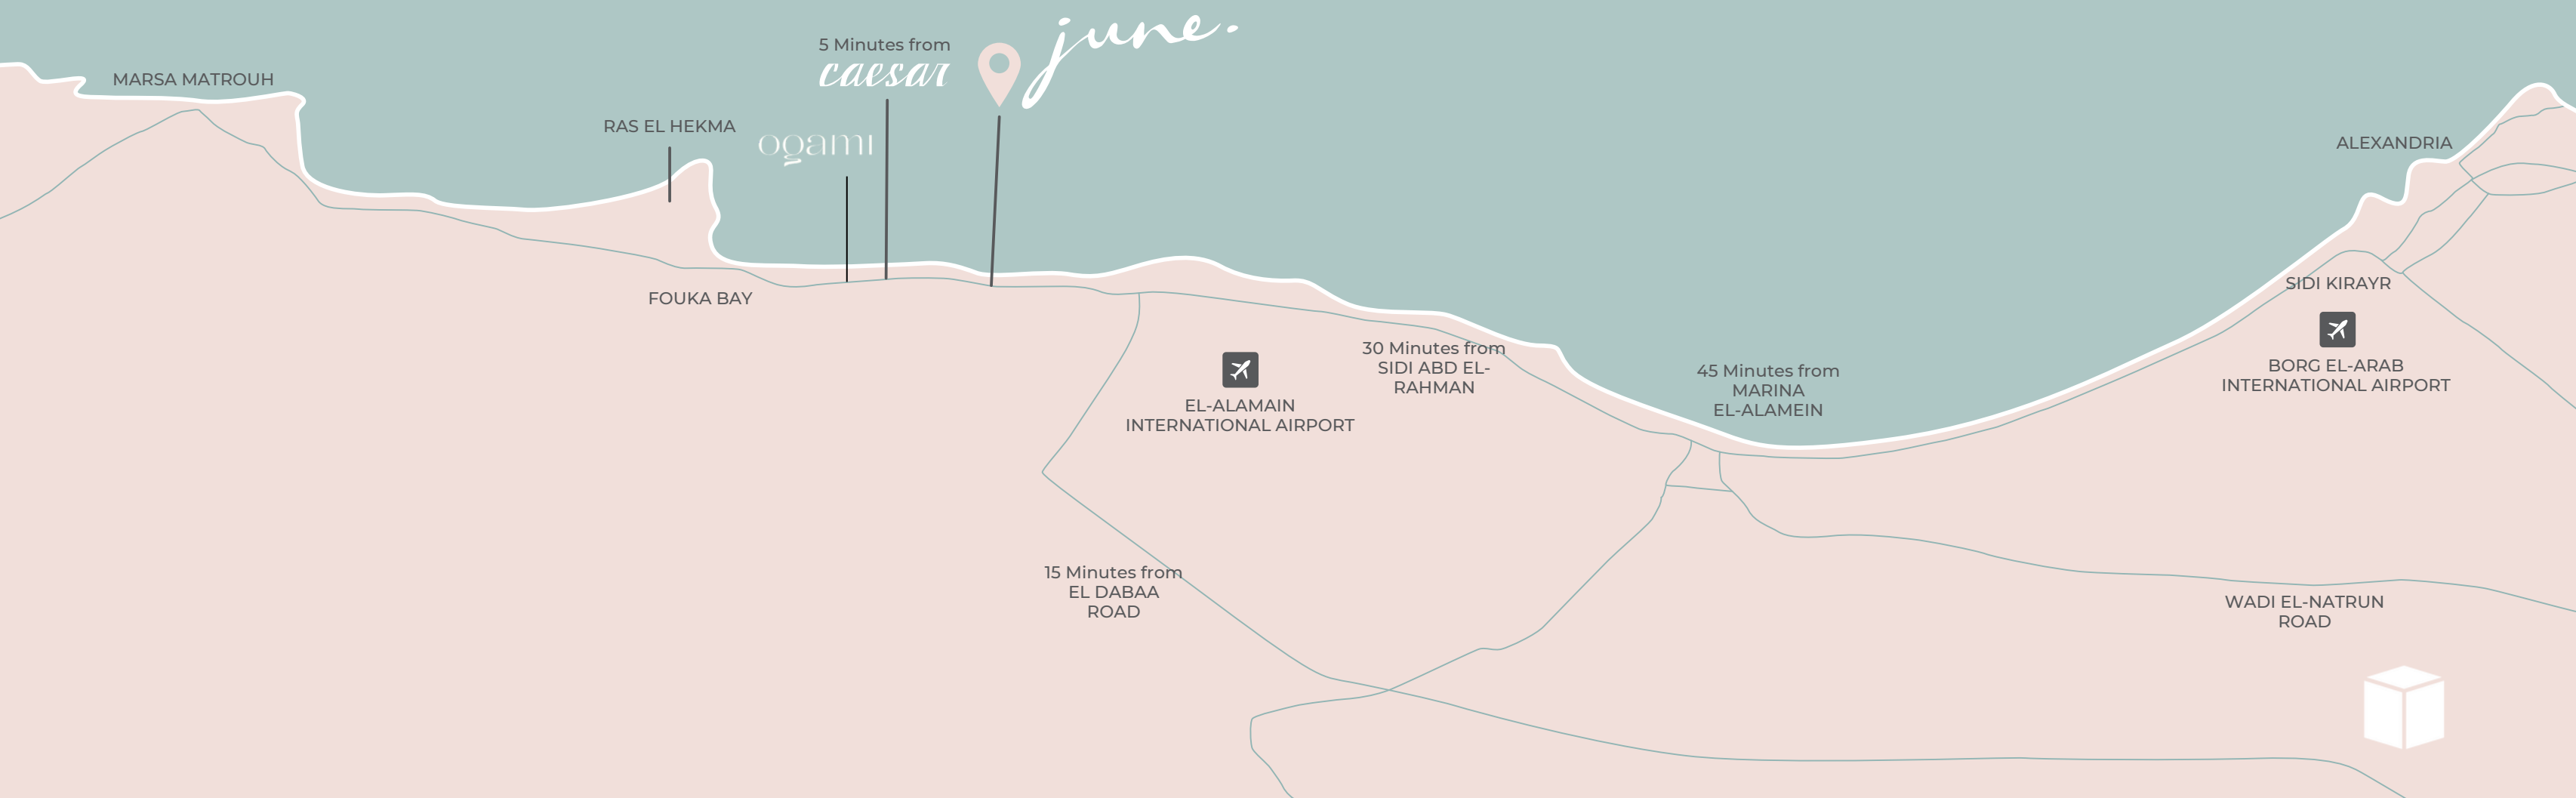 june.
5 Minutes from
caesar
MARSA MATROUH
RAS EL HEKMA
ogami
ALEXANDRIA
SIDI KIRAYR
FOUKA BAY
30 Minutes from
SIDI ABD EL-
RAHMAN
BORG EL-ARAB
INTERNATIONAL AIRPORT
45 Minutes from
MARINA
EL-ALAMEIN
EL-ALAMAIN
INTERNATIONAL AIRPORT
15 Minutes from
EL DABAA
ROAD
WADI EL-NATRUN
ROAD